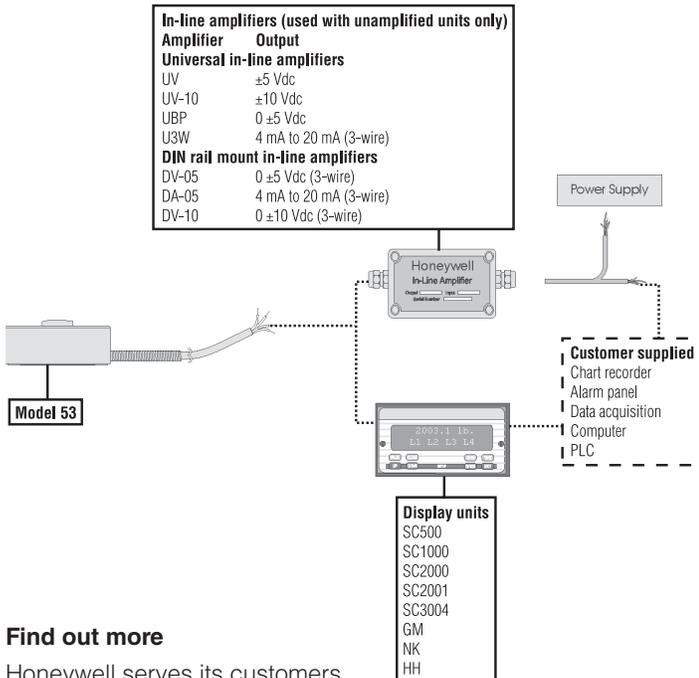 In-line amplifiers (used with unamplified units only)
Amplifier Output
Universal in-line amplifiers
UV ±5 Vdc
UV-10 ±10 Vdc
UBP 0 ±5 Vdc
U3W 4 mA to 20 mA (3-wire)
DIN rail mount in-line amplifiers
DV-05 0 ±5 Vdc (3-wire)
DA-05 4 mA to 20 mA (3-wire)
DV-10 0 ±10 Vdc (3-wire)
Power Supply
Honeywell
In-Line Amplifier
Output Input
Serial Number
Model 53
Customer supplied
Chart recorder
Alarm panel
Data acquisition
Computer
PLC
2003.1 lb.
L1 L2 L3 L4
Display units
SC500
SC1000
SC2000
SC2001
SC3004
GM
NK
HH
Find out more
Honeywell serves its customers